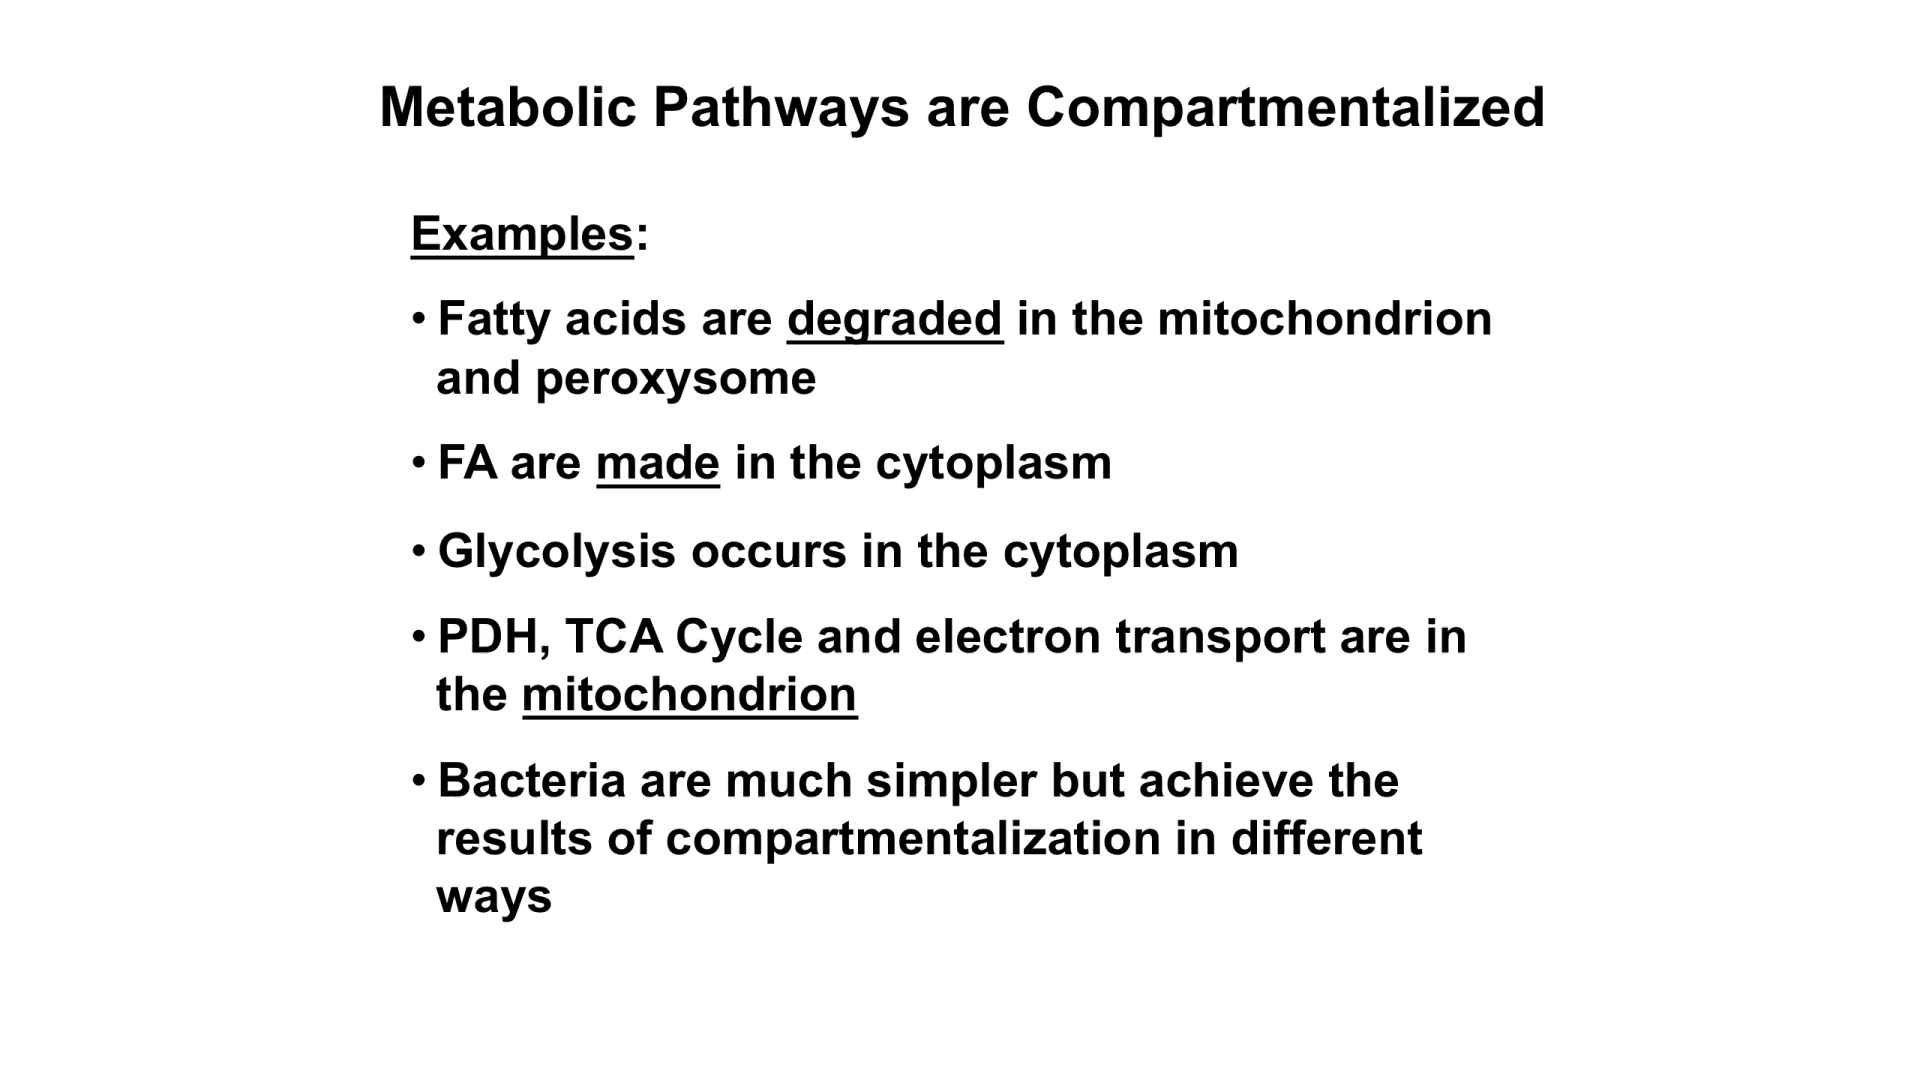 Metabolic Pathways are Compartmentalized
Examples:
• Fatty acids are degraded in the mitochondrion
and peroxysome
• FA are made in the cytoplasm
• Glycolysis occurs in the cytoplasm
• PDH, TCA Cycle and electron transport are in
the mitochondrion
• Bacteria are much simpler but achieve the
results of compartmentalization in different
ways